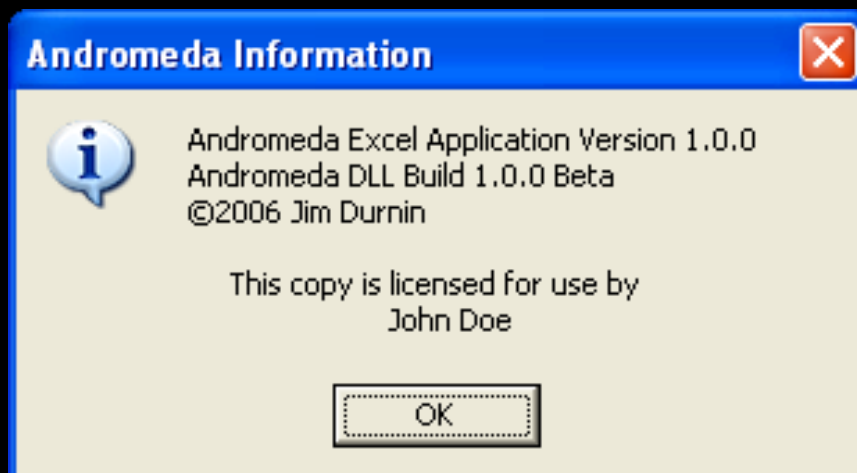 Andromeda Information
Andromeda Excel Application Version 1.0.0
Andromeda DLL Build 1.0.0 Beta
©2006 Jim Durnin
This copy is licensed for use by
John Doe
OK